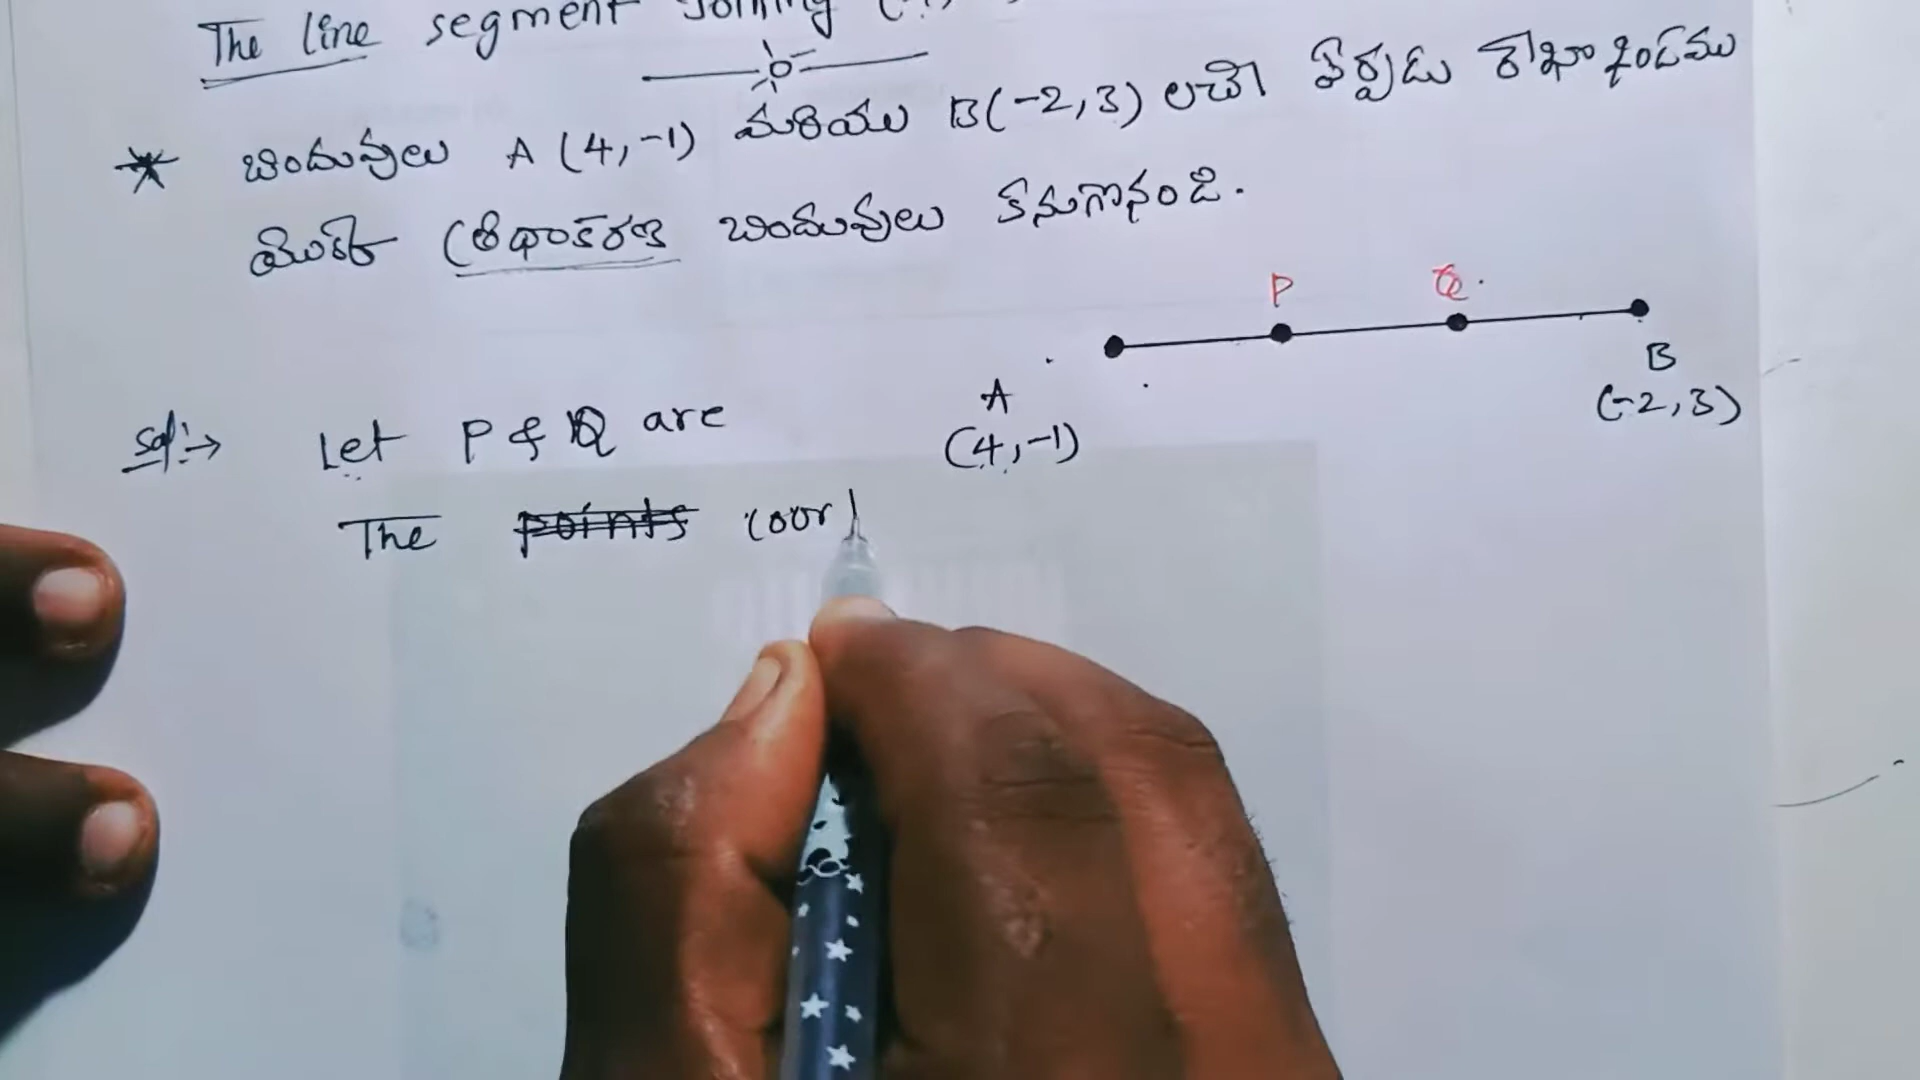 The line segment Joining
* బిందువులు A (4,-1) మరియు B(-2,3) లచే ఏర్పడు రేఖాఖండము
యొక్క త్రిథాకరణ బిందువులు కనుగొనండి.
P Q.
A
(4,-1)
B
(-2,3)
Sol:→ Let P & Q are
The points coor